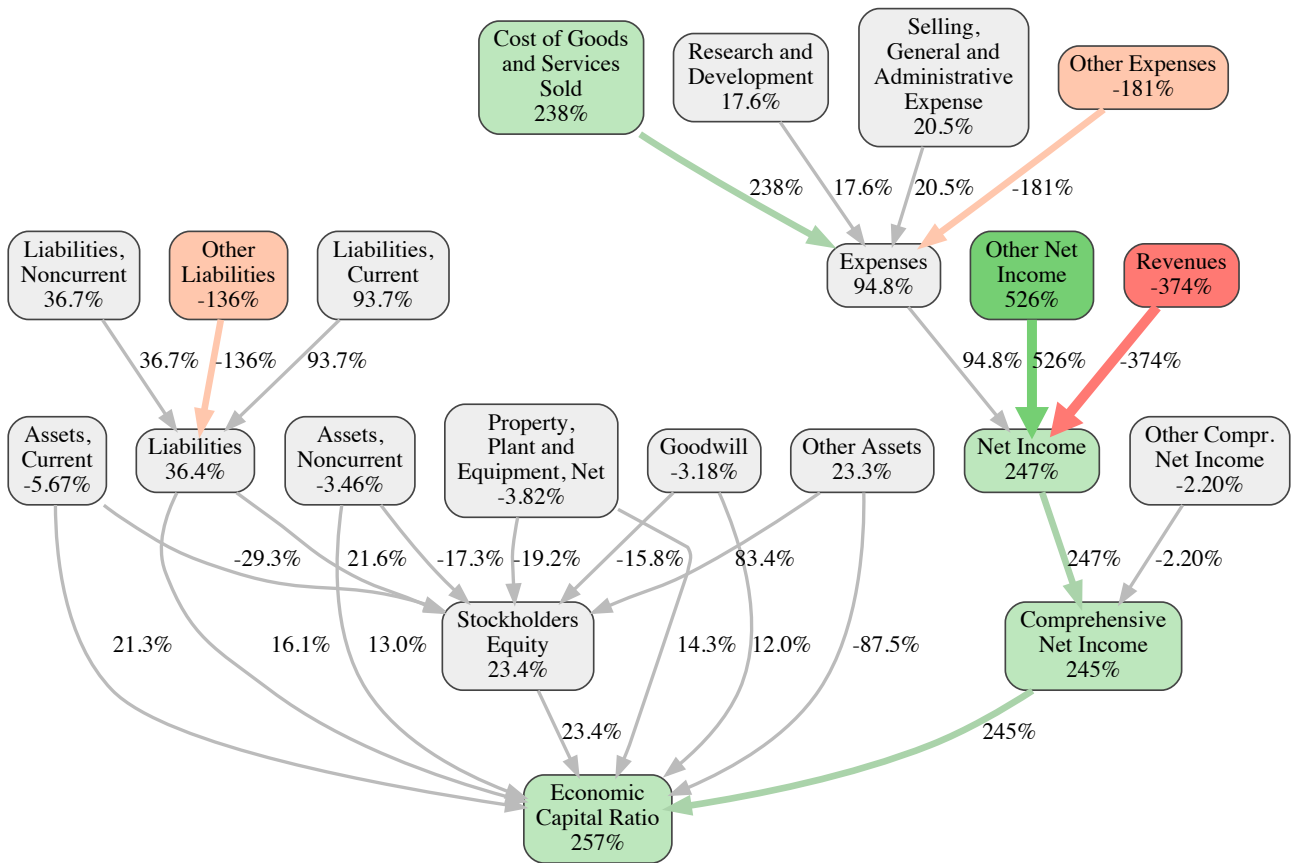 Cost of Goods
and Services
Sold
238%
Research and
Development
17.6%
Selling,
General and
Administrative
Expense
20.5%
Other Expenses
-181%
238%
17.6%
20.5%
-181%
Liabilities,
Noncurrent
36.7%
Other
Liabilities
-136%
Liabilities,
Current
93.7%
Expenses
94.8%
Other Net
Income
526%
Revenues
-374%
36.7%
-136%
93.7%
94.8%
526%
-374%
Assets,
Current
-5.67%
Liabilities
36.4%
Assets,
Noncurrent
-3.46%
Property,
Plant and
Equipment, Net
-3.82%
Goodwill
-3.18%
Other Assets
23.3%
Net Income
247%
Other Compr.
Net Income
-2.20%
-29.3%
21.6%
-17.3%
-19.2%
-15.8%
83.4%
247%
-2.20%
Stockholders
Equity
23.4%
Comprehensive
Net Income
245%
21.3%
16.1%
13.0%
14.3%
12.0%
-87.5%
23.4%
245%
Economic
Capital Ratio
257%